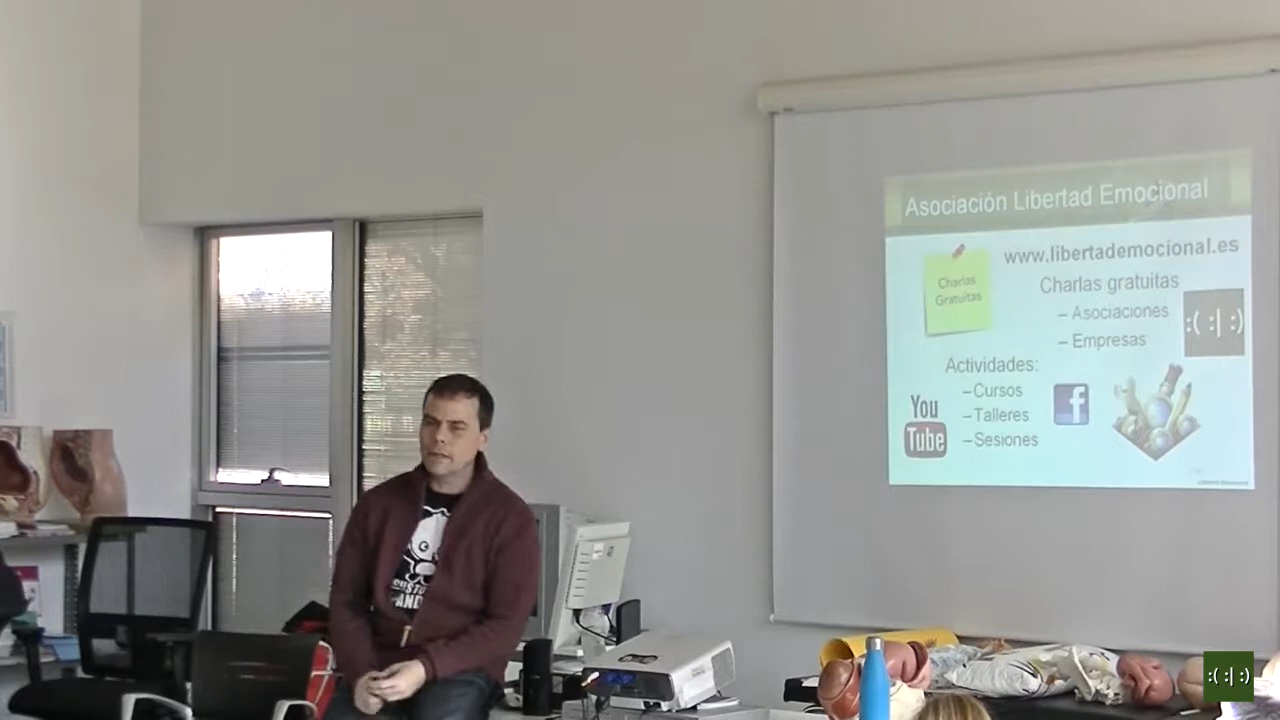 Asociación Libertad Emocional
www.libertademocional.es
Charlas
Gratuitas
Charlas gratuitas
– Asociaciones
– Empresas
:( :| :)
Actividades:
– Cursos
– Talleres
– Sesiones
You
Tube
f
:( :| :)